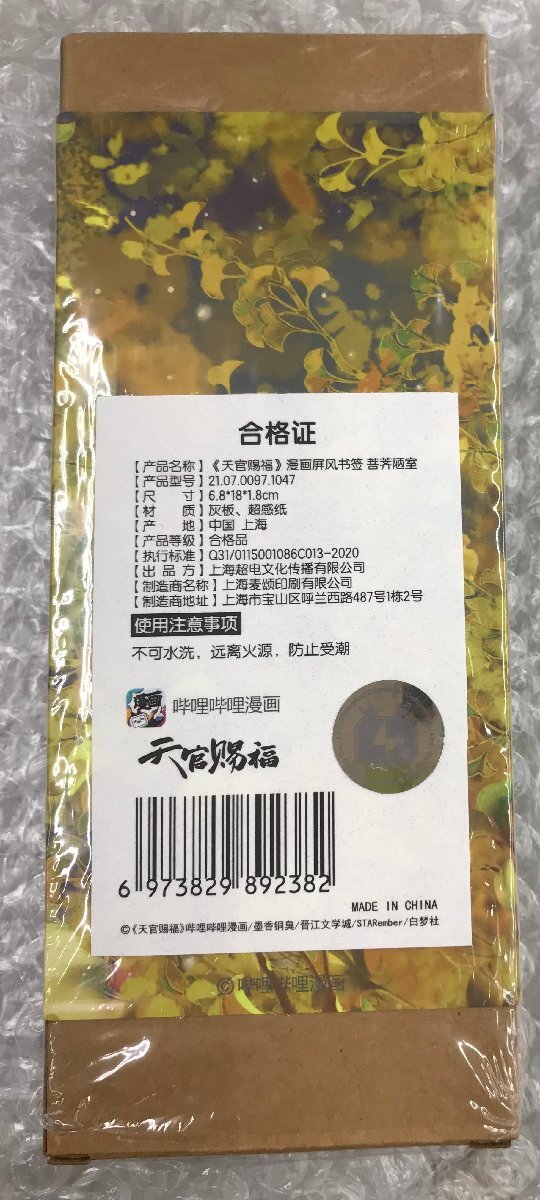 合格证
【产品名称】《天官赐福》漫画屏风书签 菩荠陋室
【产品型号】21.07.0097.1047
【尺 寸】6.8*18*1.8cm
【材 质】灰板、超感纸
【产 地】中国 上海
【产品等级】合格品
【执行标准】Q31/0115001086C013-2020
【出 品 方】上海超电文化传播有限公司
【制造商名称】上海麦颂印刷有限公司
【制造商地址】上海市宝山区呼兰西路487号1栋2号
使用注意事项
不可水洗，远离火源，防止受潮
漫画
哔哩哔哩漫画
天官赐福
6 973829 892382
MADE IN CHINA
©《天官赐福》哔哩哔哩漫画/墨香铜臭/晋江文学城/STARember/白梦社
©哔哩哔哩漫画